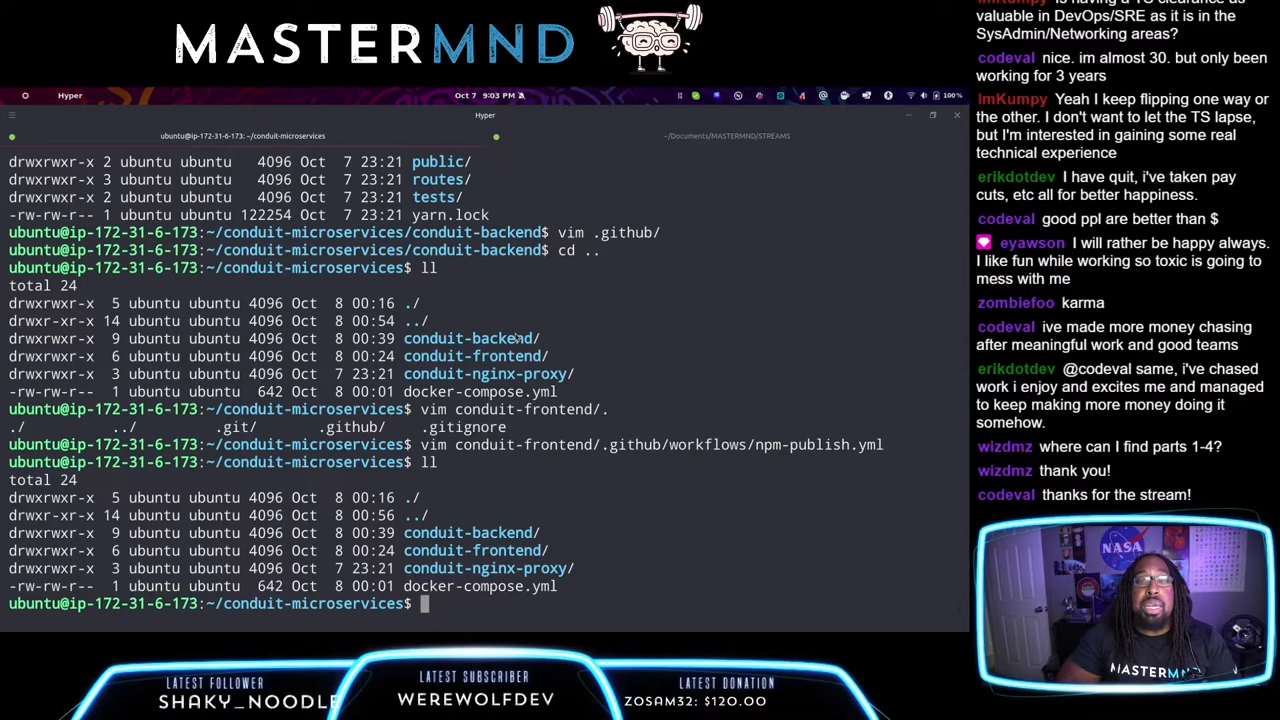 MASTERMND
Hyper
Oct 7 9:03 PM
100%
Hyper
ubuntu@ip-172-31-6-173: ~/conduit-microservices
~/Documents/MASTERMND/STREAMS
drwxrwxr-x 2 ubuntu ubuntu 4096 Oct 7 23:21 public/
drwxrwxr-x 3 ubuntu ubuntu 4096 Oct 7 23:21 routes/
drwxrwxr-x 2 ubuntu ubuntu 4096 Oct 7 23:21 tests/
-rw-rw-r-- 1 ubuntu ubuntu 122254 Oct 7 23:21 yarn.lock
ubuntu@ip-172-31-6-173:~/conduit-microservices/conduit-backend$ vim .github/
ubuntu@ip-172-31-6-173:~/conduit-microservices/conduit-backend$ cd ..
ubuntu@ip-172-31-6-173:~/conduit-microservices$ ll
total 24
drwxrwxr-x 5 ubuntu ubuntu 4096 Oct 8 00:16 ./
drwxr-xr-x 14 ubuntu ubuntu 4096 Oct 8 00:54 ../
drwxrwxr-x 9 ubuntu ubuntu 4096 Oct 8 00:39 conduit-backend/
drwxrwxr-x 6 ubuntu ubuntu 4096 Oct 8 00:24 conduit-frontend/
drwxrwxr-x 3 ubuntu ubuntu 4096 Oct 7 23:21 conduit-nginx-proxy/
-rw-rw-r-- 1 ubuntu ubuntu 642 Oct 8 00:01 docker-compose.yml
ubuntu@ip-172-31-6-173:~/conduit-microservices$ vim conduit-frontend/.
./ ../ .git/ .github/ .gitignore
ubuntu@ip-172-31-6-173:~/conduit-microservices$ vim conduit-frontend/.github/workflows/npm-publish.yml
ubuntu@ip-172-31-6-173:~/conduit-microservices$ ll
total 24
drwxrwxr-x 5 ubuntu ubuntu 4096 Oct 8 00:16 ./
drwxr-xr-x 14 ubuntu ubuntu 4096 Oct 8 00:56 ../
drwxrwxr-x 9 ubuntu ubuntu 4096 Oct 8 00:39 conduit-backend/
drwxrwxr-x 6 ubuntu ubuntu 4096 Oct 8 00:24 conduit-frontend/
drwxrwxr-x 3 ubuntu ubuntu 4096 Oct 7 23:21 conduit-nginx-proxy/
-rw-rw-r-- 1 ubuntu ubuntu 642 Oct 8 00:01 docker-compose.yml
ubuntu@ip-172-31-6-173:~/conduit-microservices$
ImKumpy Is having a TS clearance as
valuable in DevOps/SRE as it is in the
SysAdmin/Networking areas?
codeval nice. im almost 30. but only been
working for 3 years
ImKumpy Yeah I keep flipping one way or
the other. I don't want to let the TS lapse,
but I'm interested in gaining some real
technical experience
erikdotdev I have quit, i've taken pay
cuts, etc all for better happiness.
codeval good ppl are better than $
eyawson I will rather be happy always.
I like fun while working so toxic is going to
mess with me
zombiefoo karma
codeval ive made more money chasing
after meaningful work and good teams
erikdotdev @codeval same, i've chased
work i enjoy and excites me and managed
to keep making more money doing it
somehow.
wizdmz where can I find parts 1-4?
wizdmz thank you!
codeval thanks for the stream!
NASA
MASTERMND
LATEST FOLLOWER
SHAKY_NOODLE
LATEST SUBSCRIBER
WEREWOLFDEV
LATEST DONATION
ZOSAM32: $120.00